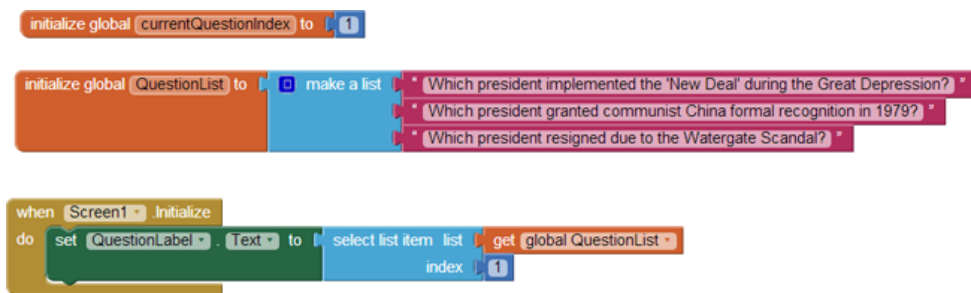 initialize global currentQuestionIndex to 1
initialize global QuestionList to make a list " Which president implemented the 'New Deal' during the Great Depression? "
" Which president granted communist China formal recognition in 1979? "
" Which president resigned due to the Watergate Scandal? "
when Screen1 .Initialize
do set QuestionLabel . Text to select list item list get global QuestionList
index 1